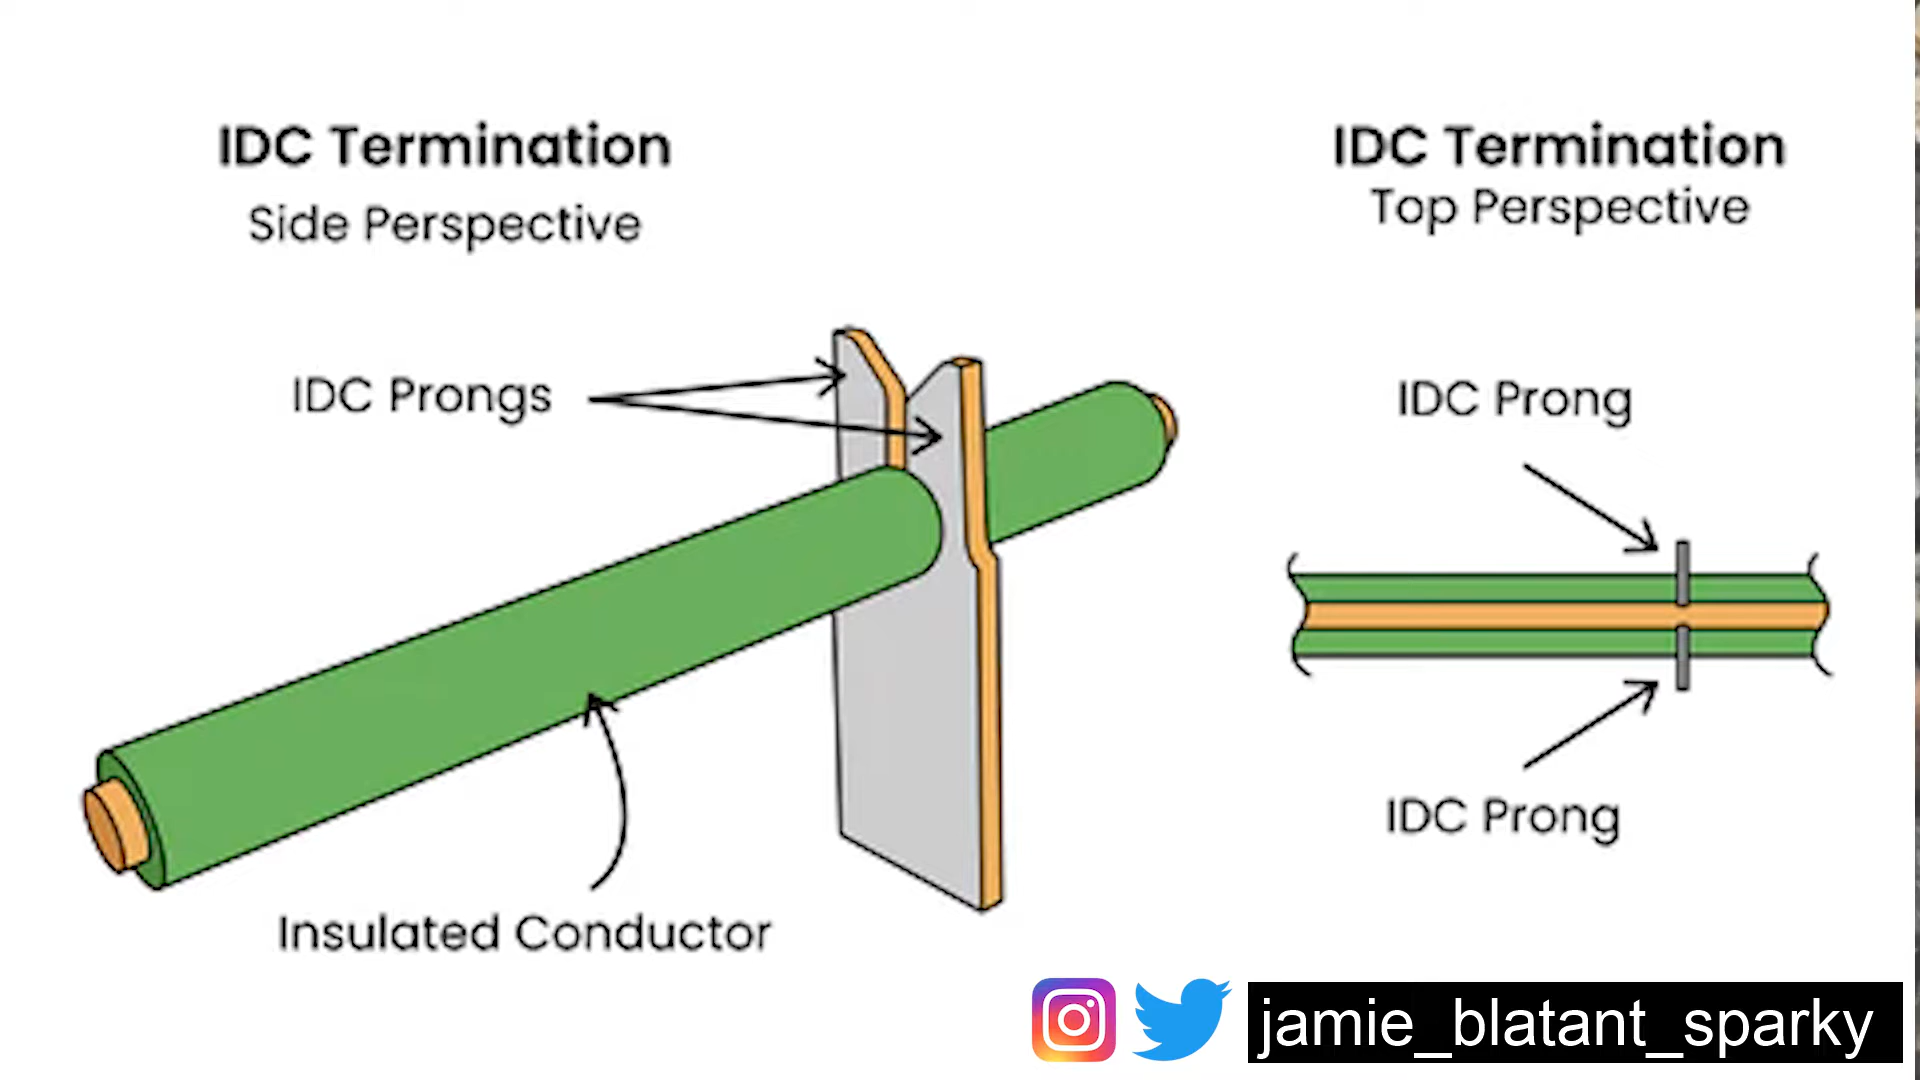 IDC Termination
Side Perspective
IDC Prongs
Insulated Conductor
IDC Termination
Top Perspective
IDC Prong
IDC Prong
jamie_blatant_sparky